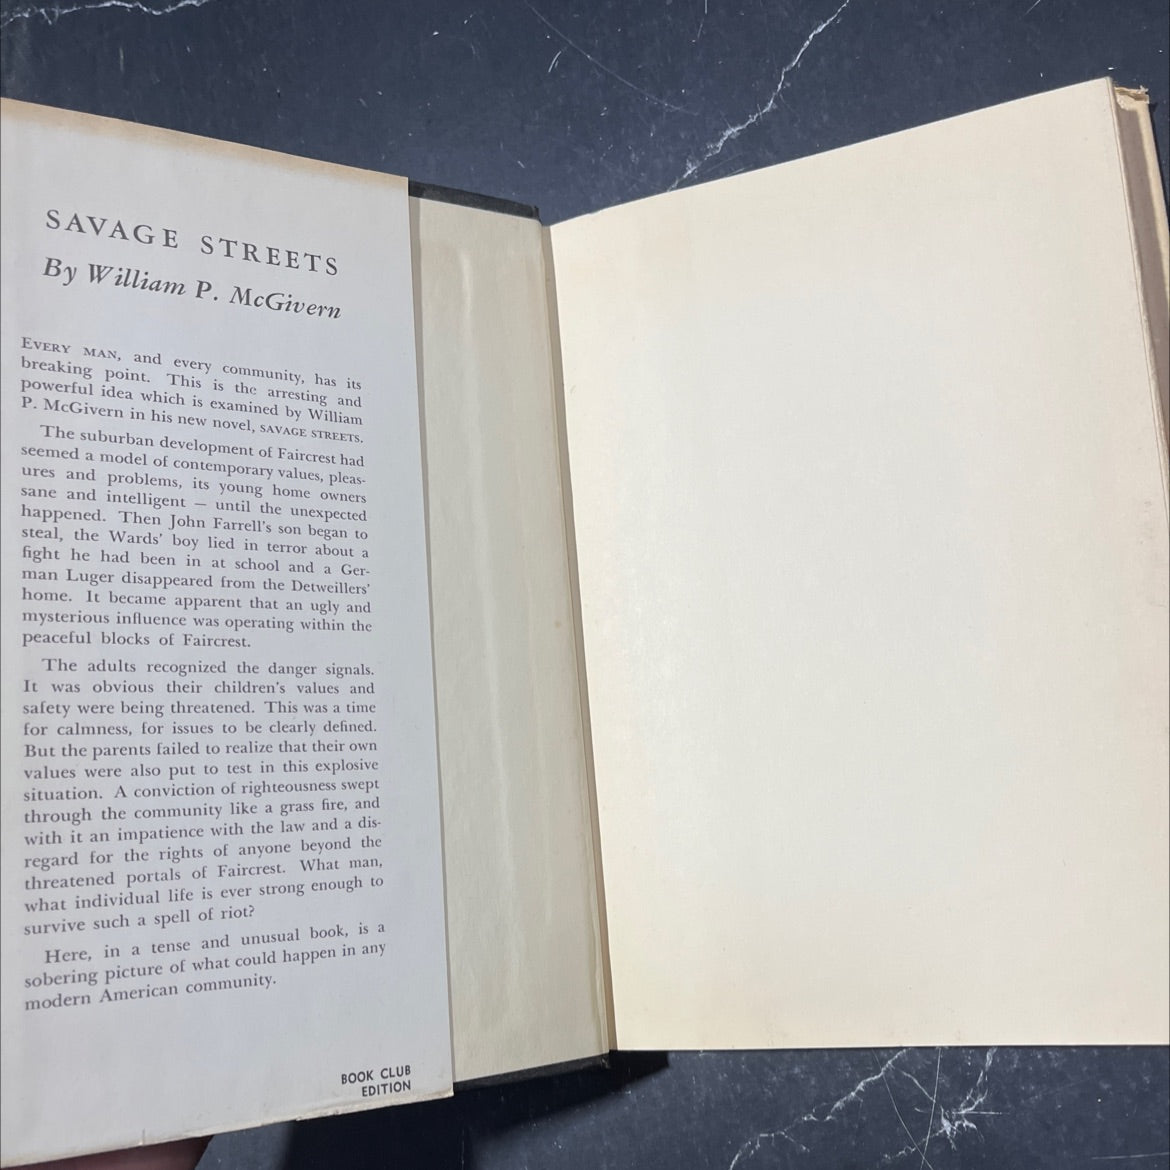 SAVAGE STREETS
By William P. McGivern
EVERY MAN, and every community, has its
breaking point. This is the arresting and
powerful idea which is examined by William
P. McGivern in his new novel, SAVAGE STREETS.
The suburban development of Faircrest had
seemed a model of contemporary values, pleas-
ures and problems, its young home owners
sane and intelligent — until the unexpected
happened. Then John Farrell's son began to
steal, the Wards' boy lied in terror about a
fight he had been in at school and a Ger-
man Luger disappeared from the Detweillers'
home. It became apparent that an ugly and
mysterious influence was operating within the
peaceful blocks of Faircrest.
The adults recognized the danger signals.
It was obvious their children's values and
safety were being threatened. This was a time
for calmness, for issues to be clearly defined.
But the parents failed to realize that their own
values were also put to test in this explosive
situation. A conviction of righteousness swept
through the community like a grass fire, and
with it an impatience with the law and a dis-
regard for the rights of anyone beyond the
threatened portals of Faircrest. What man,
what individual life is ever strong enough to
survive such a spell of riot?
Here, in a tense and unusual book, is a
sobering picture of what could happen in any
modern American community.
BOOK CLUB
EDITION